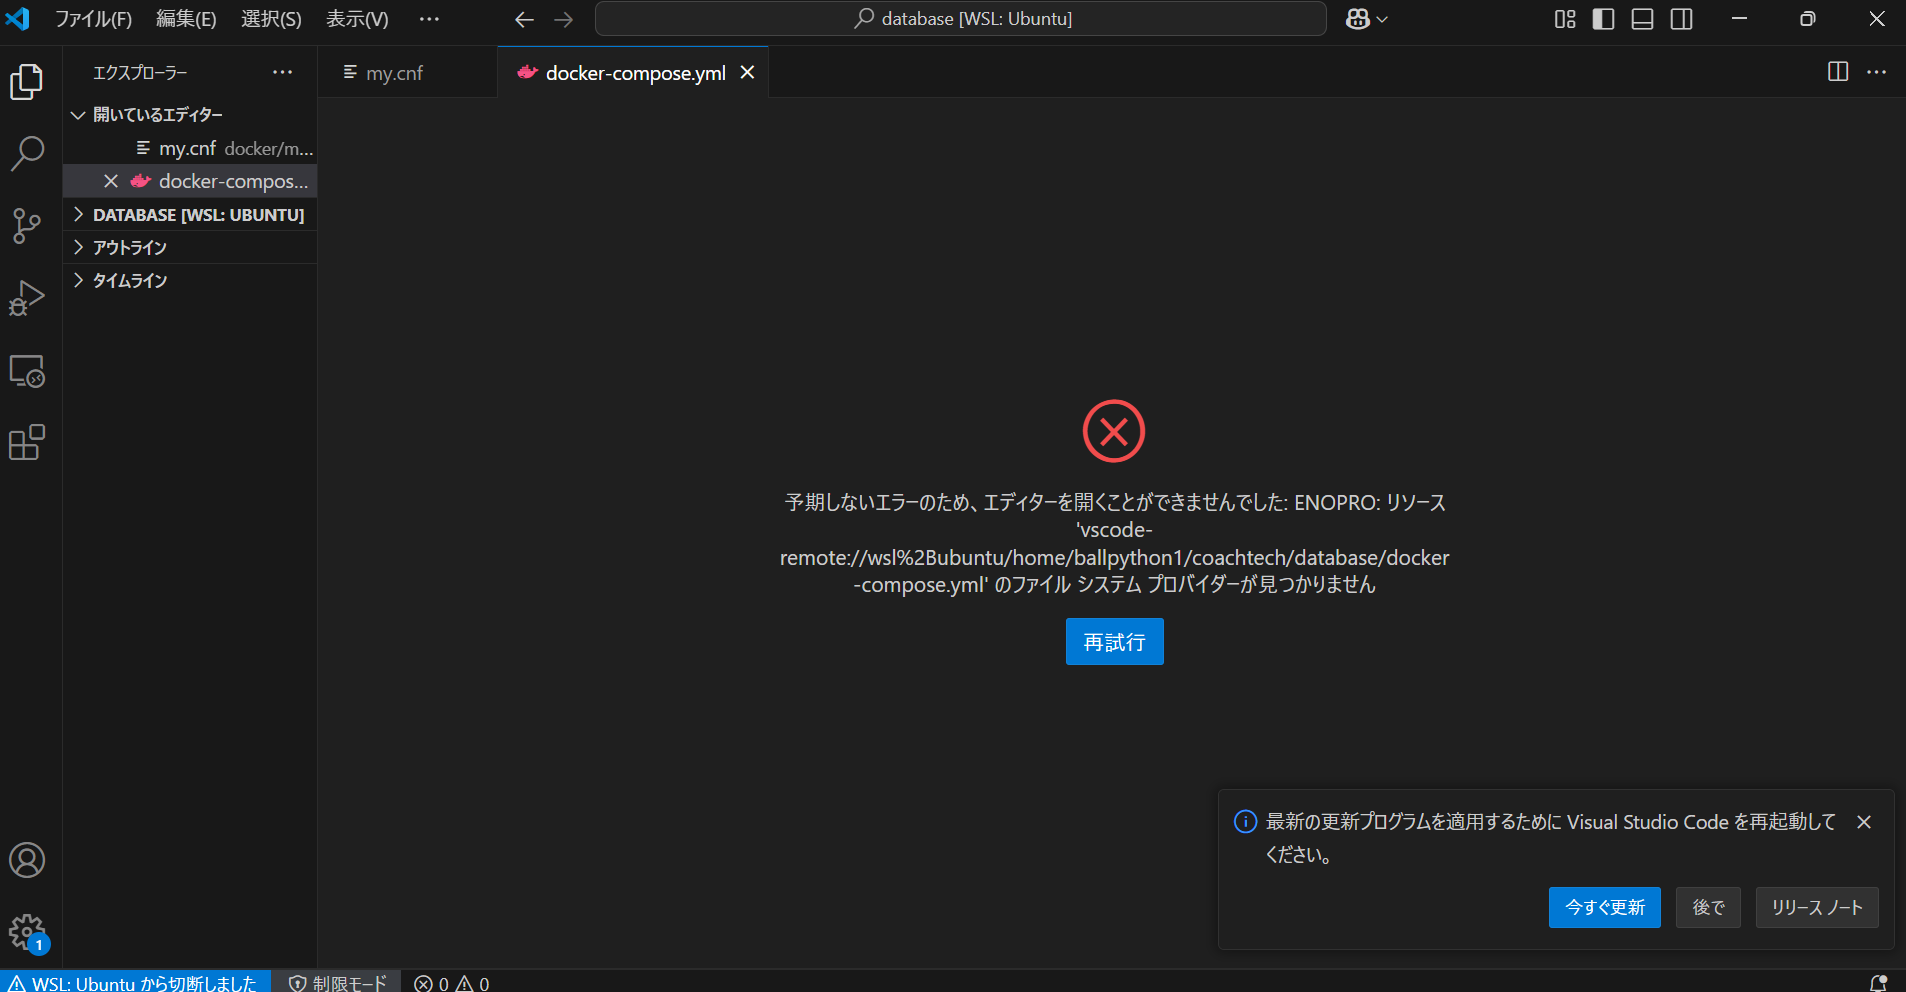 ファイル(F) 編集(E) 選択(S) 表示(V) ··· database [WSL: Ubuntu]
エクスプローラー ···
my.cnf
docker-compose.yml
開いているエディター
my.cnf docker/m...
docker-compos...
DATABASE [WSL: UBUNTU]
アウトライン
タイムライン
予期しないエラーのため、エディターを開くことができませんでした: ENOPRO: リソース
'vscode-
remote://wsl%2Bubuntu/home/ballpython1/coachtech/database/docker
-compose.yml' のファイル システム プロバイダーが見つかりません
再試行
最新の更新プログラムを適用するために Visual Studio Code を再起動して
ください。
今すぐ更新 後で リリース ノート
1
WSL: Ubuntu から切断しました 制限モード 0 0